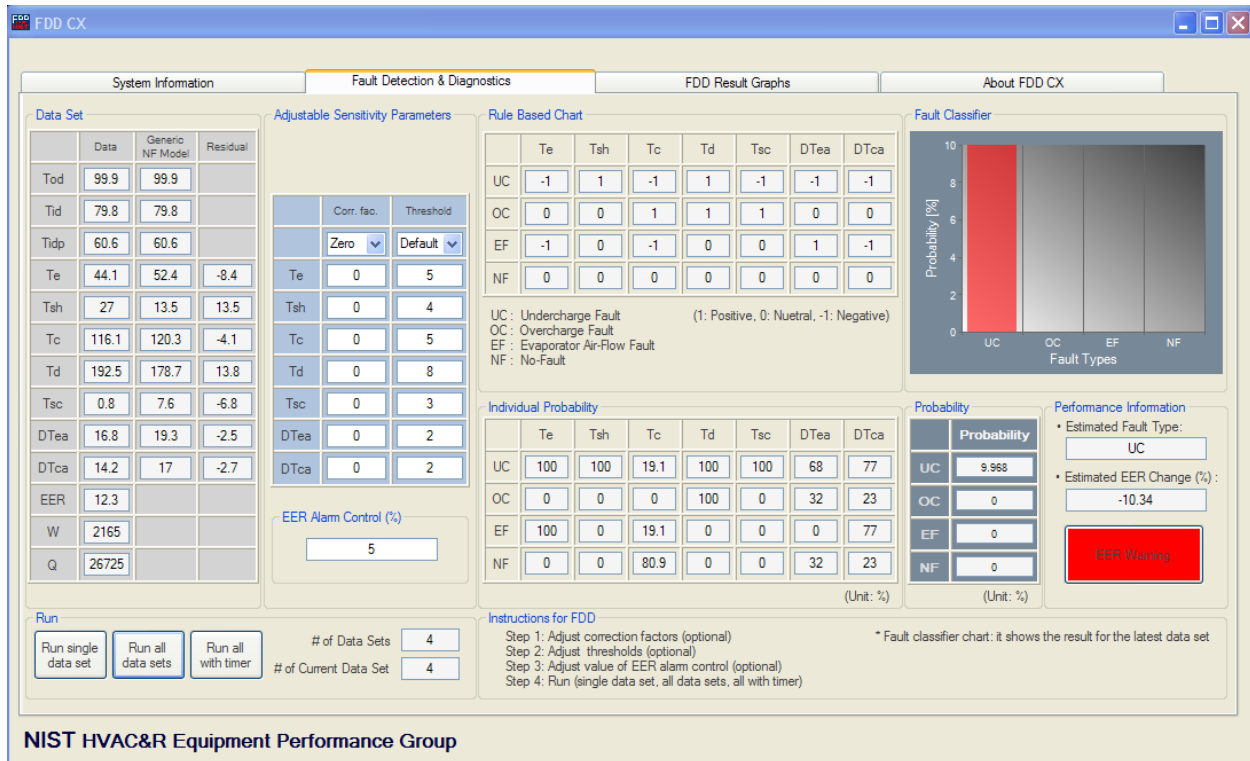 FDD CX
System Information Fault Detection & Diagnostics FDD Result Graphs About FDD CX
Data Set
Data Generic NF Model Residual
Tod 99.9 99.9
Tid 79.8 79.8
Tidp 60.6 60.6
Te 44.1 52.4 -8.4
Tsh 27 13.5 13.5
Tc 116.1 120.3 -4.1
Td 192.5 178.7 13.8
Tsc 0.8 7.6 -6.8
DTea 16.8 19.3 -2.5
DTca 14.2 17 -2.7
EER 12.3
W 2165
Q 26725
Adjustable Sensitivity Parameters
Corr. fac. Threshold
Zero Default
Te 0 5
Tsh 0 4
Tc 0 5
Td 0 8
Tsc 0 3
DTea 0 2
DTca 0 2
EER Alarm Control (%)
5
Rule Based Chart
Te Tsh Tc Td Tsc DTea DTca
UC -1 1 -1 1 -1 -1 -1
OC 0 0 1 1 1 0 0
EF -1 0 -1 0 0 1 -1
NF 0 0 0 0 0 0 0
UC : Undercharge Fault (1: Positive, 0: Nuetral, -1: Negative)
OC : Overcharge Fault
EF : Evaporator Air-Flow Fault
NF : No-Fault
Fault Classifier
Probability [%]
10
8
6
4
2
0
UC OC EF NF
Fault Types
Individual Probability
Te Tsh Tc Td Tsc DTea DTca
UC 100 100 19.1 100 100 68 77
OC 0 0 0 100 0 32 23
EF 100 0 19.1 0 0 0 77
NF 0 0 80.9 0 0 32 23
(Unit: %)
Probability
Probability
UC 9.968
OC 0
EF 0
NF 0
(Unit: %)
Performance Information
• Estimated Fault Type:
UC
• Estimated EER Change (%) :
-10.34
EER Warning
Run
Run single data set
Run all data sets
Run all with timer
# of Data Sets 4
# of Current Data Set 4
Instructions for FDD
Step 1: Adjust correction factors (optional)
Step 2: Adjust thresholds (optional)
Step 3: Adjust value of EER alarm control (optional)
Step 4: Run (single data set, all data sets, all with timer)
* Fault classifier chart: it shows the result for the latest data set
NIST HVAC&R Equipment Performance Group